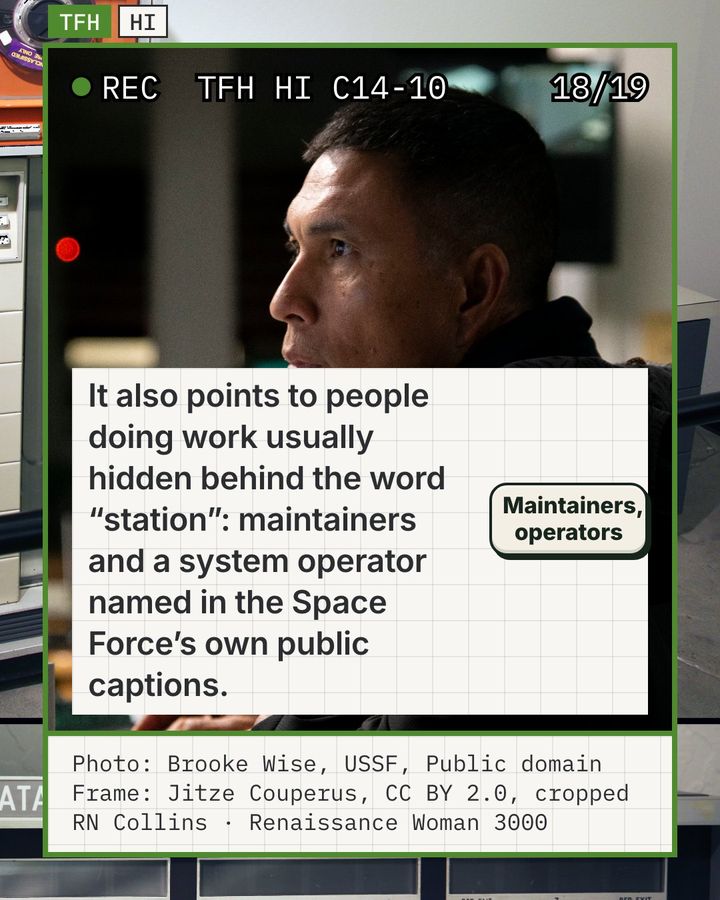 TFH HI
REC TFH HI C14-10 18/19
It also points to people
doing work usually
hidden behind the word
“station”: maintainers
and a system operator
named in the Space
Force’s own public
captions.
Maintainers,
operators
Photo: Brooke Wise, USSF, Public domain
Frame: Jitze Couperus, CC BY 2.0, cropped
RN Collins · Renaissance Woman 3000